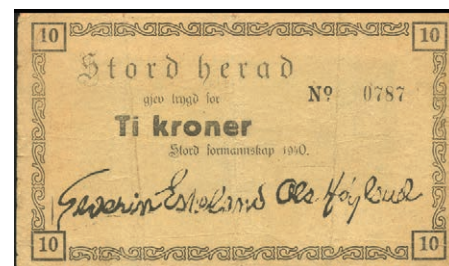 10 10
Stord herad
gjev trygd for Nº 0787
Ti kroner
Stord formannskap 1940.
Severin Eskeland Ols Høyland
10 10